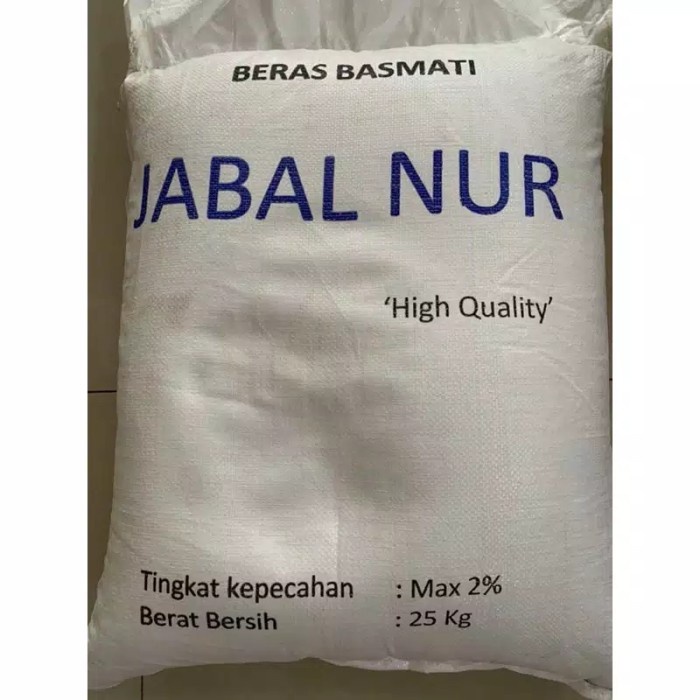 BERAS BASMATI
JABAL NUR
‘High Quality’
Tingkat kepecahan : Max 2%
Berat Bersih : 25 Kg